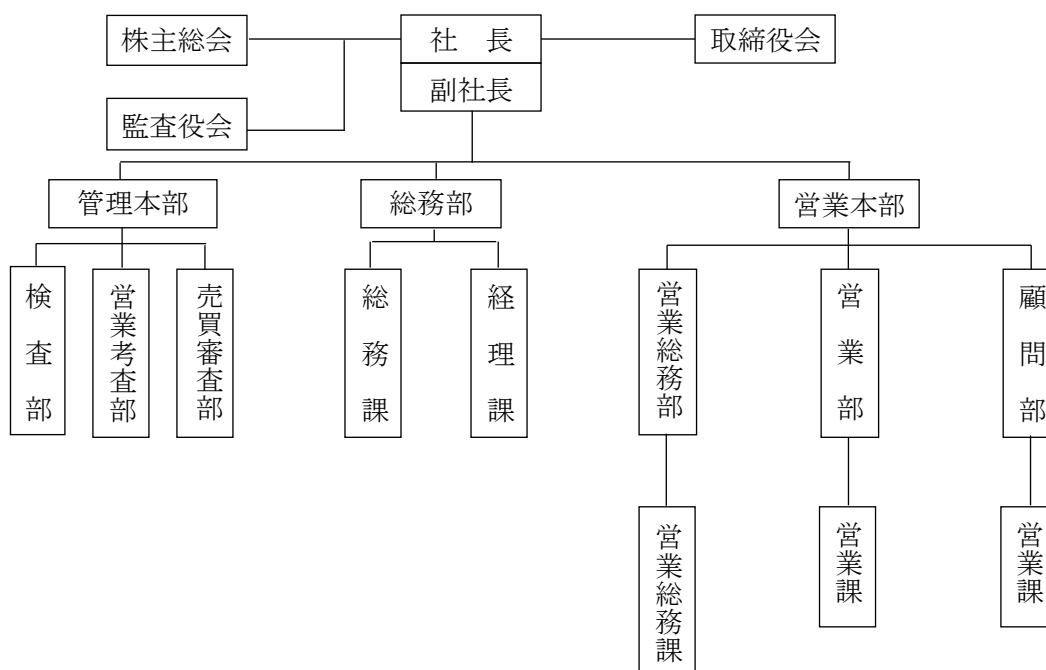 株主総会
社　長
取締役会
副社長
監査役会
管理本部
総務部
営業本部
検査部
営業考査部
売買審査部
総務課
経理課
営業総務部
営業部
顧問部
営業総務課
営業課
営業課